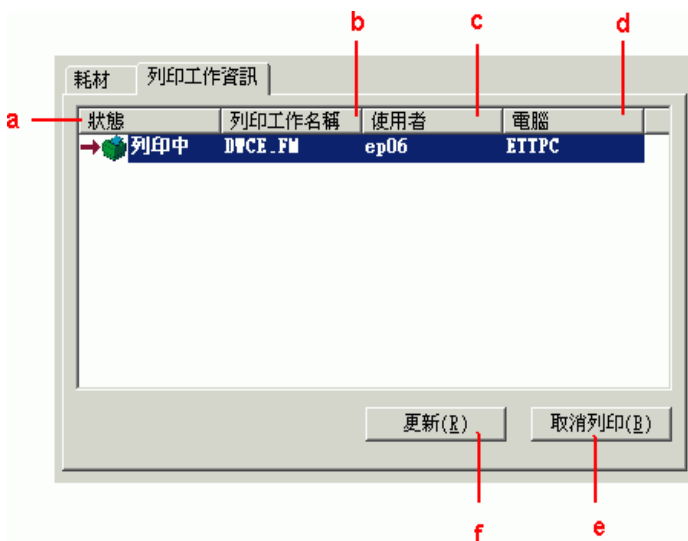 b c d
耗材 列印工作資訊
a 狀態 列印工作名稱 使用者 電腦
列印中 DWCE_FM ep06 ETTPC
更新(R) 取消列印(B)
f e